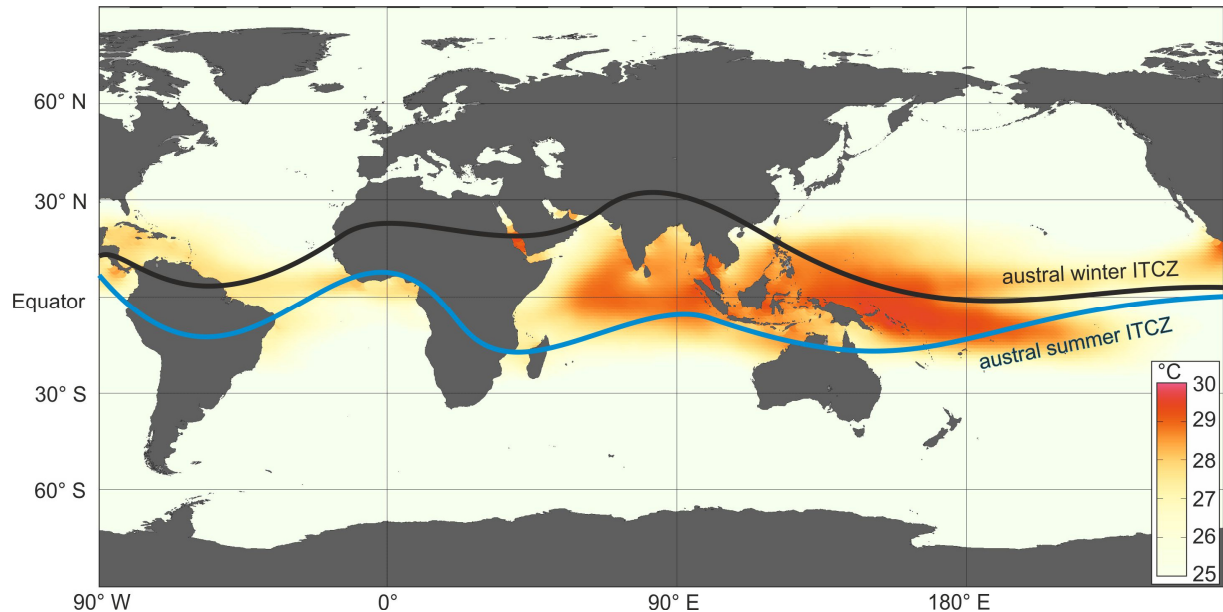 60° N
30° N
Equator
30° S
60° S
austral winter ITCZ
austral summer ITCZ
°C
30
29
28
27
26
25
90° W
0°
90° E
180° E